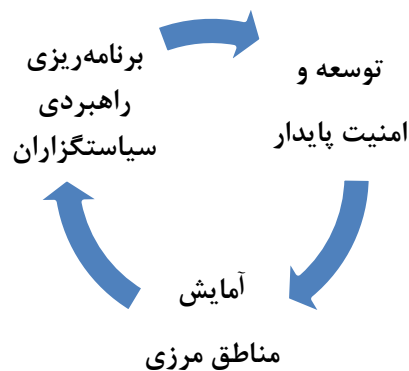 برنامه‌ریزی
راهبردی
سیاستگزاران
توسعه و
امنیت پایدار
آمایش
مناطق مرزی